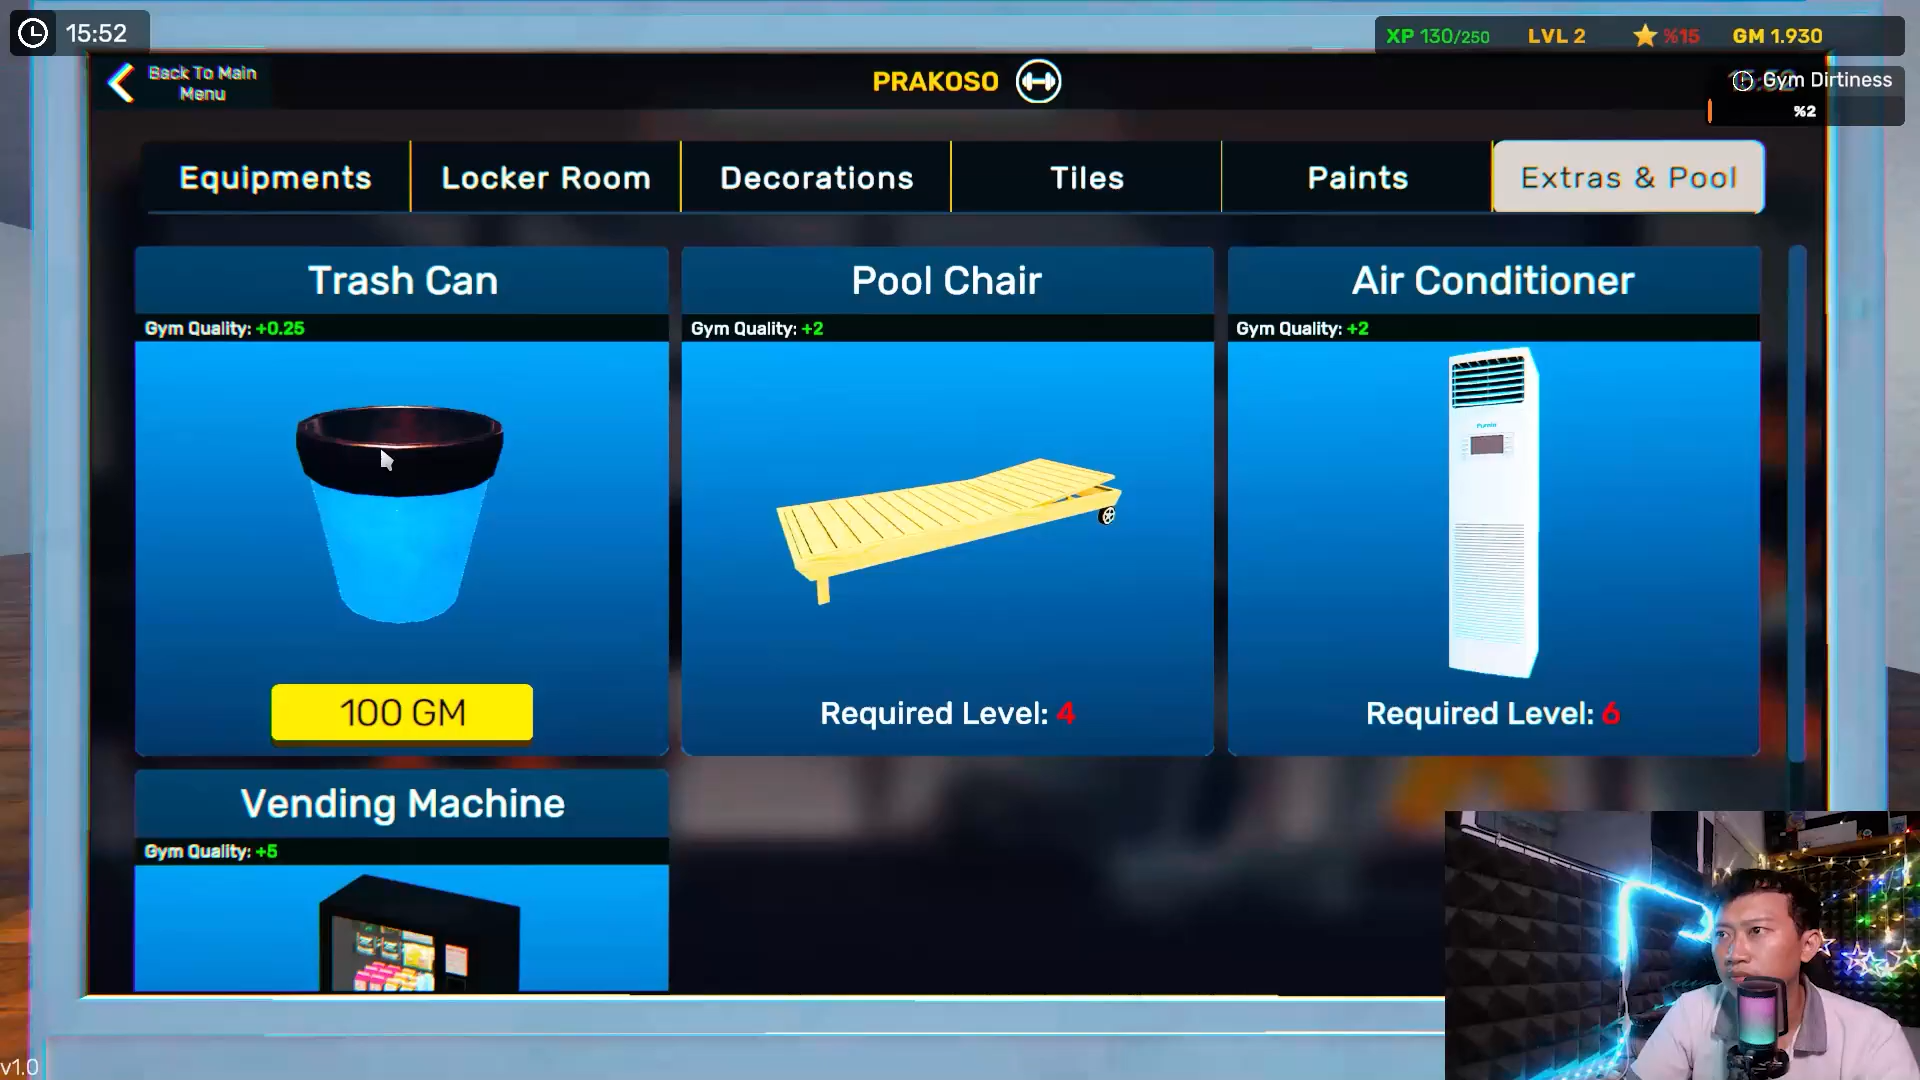 15:52
XP 130/250 LVL 2 %15 GM 1.930
Back To Main
Menu
PRAKOSO
Gym Dirtiness
%2
Equipments Locker Room Decorations Tiles Paints Extras & Pool
Trash Can
Gym Quality: +0.25
100 GM
Pool Chair
Gym Quality: +2
Required Level: 4
Air Conditioner
Gym Quality: +2
Required Level: 6
Vending Machine
Gym Quality: +5
v1.0